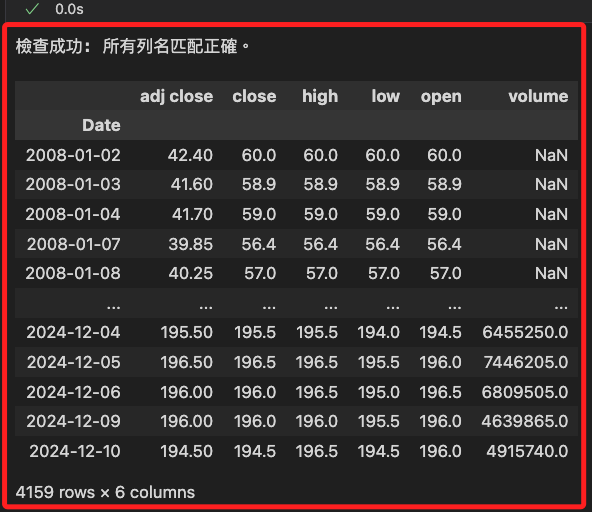 0.0s
檢查成功: 所有列名匹配正確。
adj close close high low open volume
Date
2008-01-02 42.40 60.0 60.0 60.0 60.0 NaN
2008-01-03 41.60 58.9 58.9 58.9 58.9 NaN
2008-01-04 41.70 59.0 59.0 59.0 59.0 NaN
2008-01-07 39.85 56.4 56.4 56.4 56.4 NaN
2008-01-08 40.25 57.0 57.0 57.0 57.0 NaN
... ... ... ... ... ... ...
2024-12-04 195.50 195.5 195.5 194.0 194.5 6455250.0
2024-12-05 196.50 196.5 196.5 195.5 196.0 7446205.0
2024-12-06 196.00 196.0 196.5 195.0 196.5 6809505.0
2024-12-09 196.00 196.0 196.0 195.5 196.0 4639865.0
2024-12-10 194.50 194.5 196.5 194.5 196.0 4915740.0
4159 rows × 6 columns